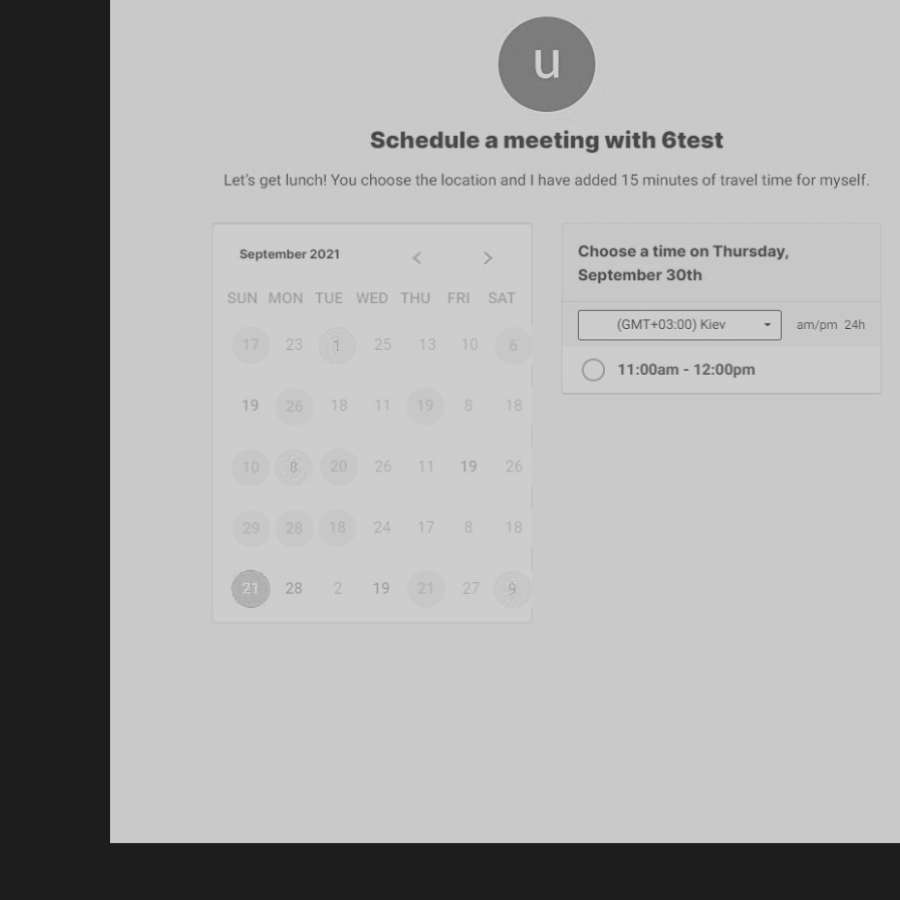 u
Schedule a meeting with 6test
Let's get lunch! You choose the location and I have added 15 minutes of travel time for myself.
September 2021
SUN MON TUE WED THU FRI SAT
17 23 1 25 13 10 6
19 26 18 11 19 8 18
10 8 20 26 11 19 26
29 28 18 24 17 8 18
21 28 2 19 21 27 9
Choose a time on Thursday,
September 30th
(GMT+03:00) Kiev am/pm 24h
11:00am - 12:00pm